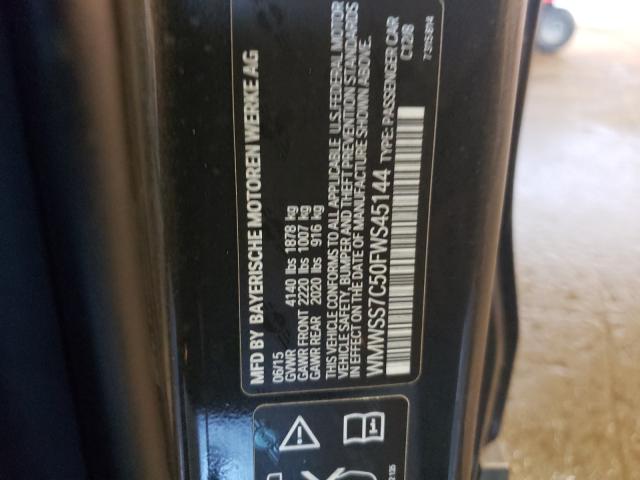 MFD BY BAYERISCHE MOTOREN WERKE AG
06/15
GVWR 4140 lbs 1878 kg
GAWR FRONT 2220 lbs 1007 kg
GAWR REAR 2020 lbs 916 kg
THIS VEHICLE CONFORMS TO ALL APPLICABLE U.S. FEDERAL MOTOR
VEHICLE SAFETY, BUMPER AND THEFT PREVENTION STANDARDS
IN EFFECT ON THE DATE OF MANUFACTURE SHOWN ABOVE.
WMWSS7C50FWS45144 TYPE: PASSENGER CAR